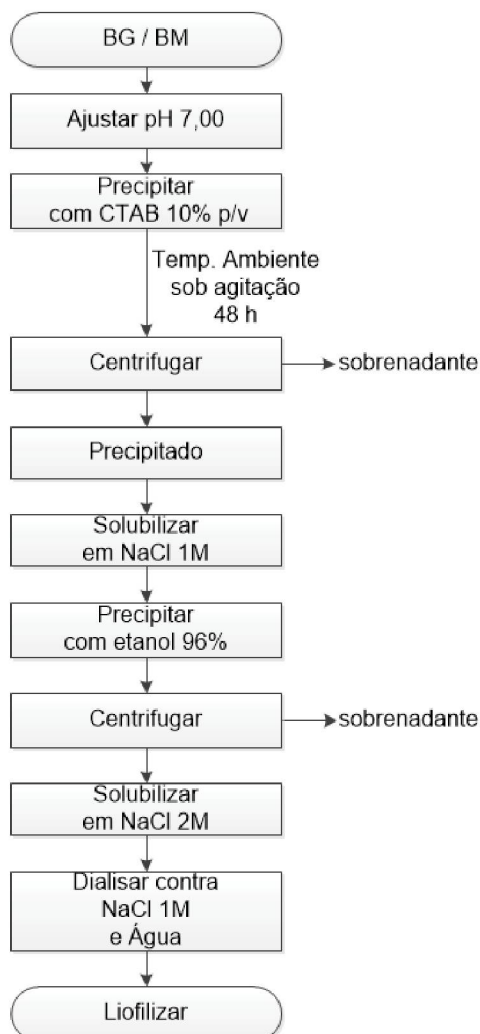 BG / BM
Ajustar pH 7,00
Precipitar
com CTAB 10% p/v
Temp. Ambiente
sob agitação
48 h
Centrifugar
sobrenadante
Precipitado
Solubilizar
em NaCl 1M
Precipitar
com etanol 96%
Centrifugar
sobrenadante
Solubilizar
em NaCl 2M
Dialisar contra
NaCl 1M
e Água
Liofilizar